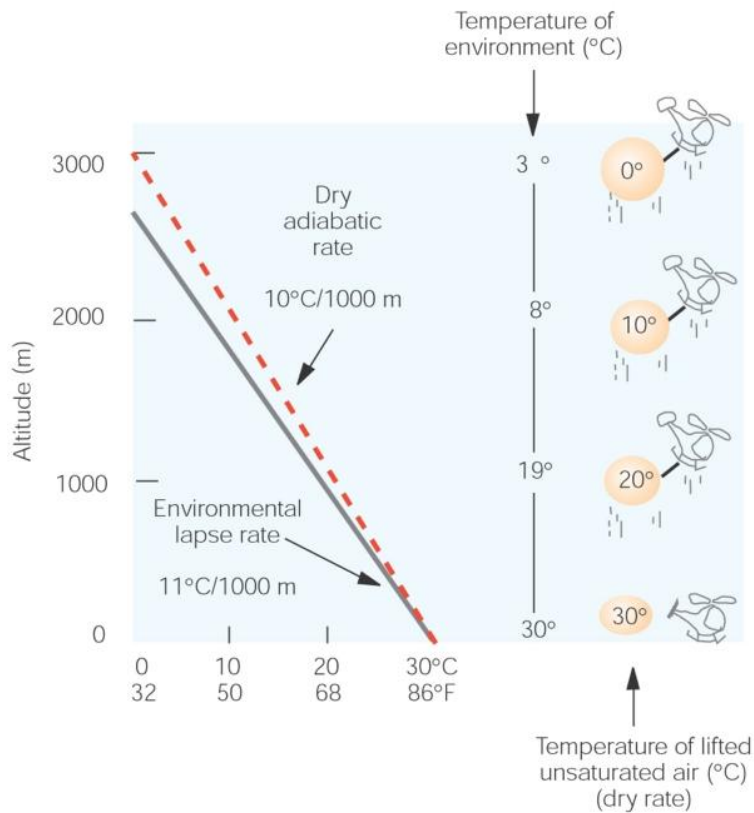 Temperature of
environment (°C)
3000
2000
1000
0
Altitude (m)
Dry
adiabatic
rate
10°C/1000 m
Environmental
lapse rate
11°C/1000 m
0 10 20 30°C
32 50 68 86°F
3 °
8°
19°
30°
0°
10°
20°
30°
Temperature of lifted
unsaturated air (°C)
(dry rate)